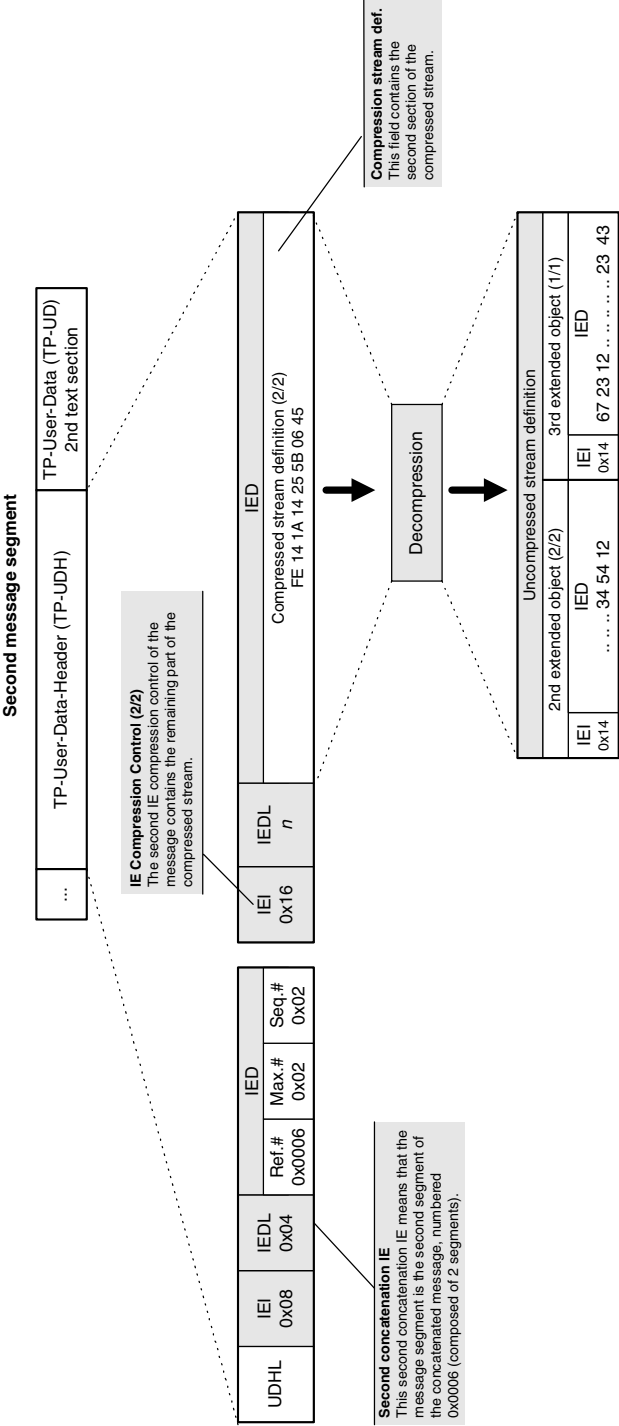 Second message segment
...
TP-User-Data-Header (TP-UDH)
TP-User-Data (TP-UD)
2nd text section
IE Compression Control (2/2)
The second IE compression control of the
message contains the remaining part of the
compressed stream.
UDHL
IEI
0x08
IEDL
0x04
IED
Ref.#
0x0006
Max.#
0x02
Seq.#
0x02
IEI
0x16
IEDL
n
IED
Compressed stream definition (2/2)
FE 14 1A 14 25 5B 06 45
Compression stream def.
This field contains the
second section of the
compressed stream.
Second concatenation IE
This second concatenation IE means that the
message segment is the second segment of
the concatenated message, numbered
0x0006 (composed of 2 segments).
Decompression
Uncompressed stream definition
2nd extended object (2/2)
3rd extended object (1/1)
IEI
0x14
IED
. . . . . 34 54 12
IEI
0x14
IED
67 23 12 . . . . . . . . 23 43